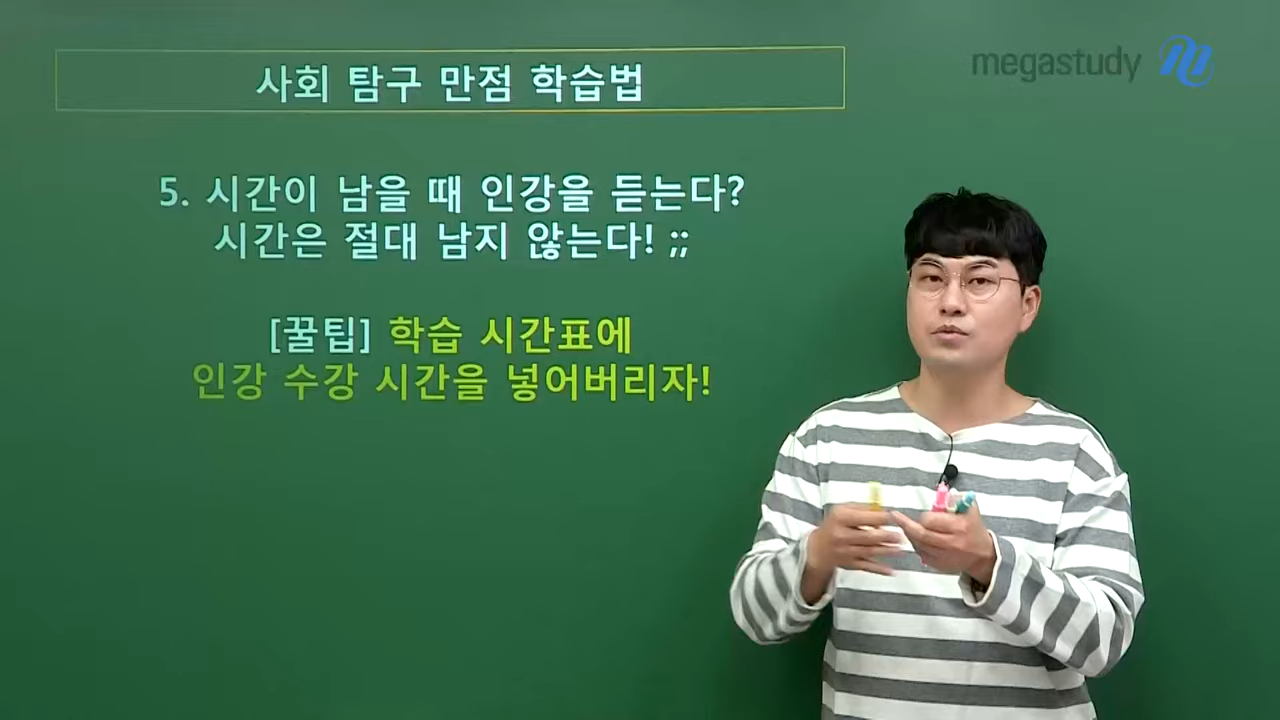 사회 탐구 만점 학습법
megastudy
5. 시간이 남을 때 인강을 듣는다?
시간은 절대 남지 않는다! ;;
[꿀팁] 학습 시간표에
인강 수강 시간을 넣어버리자!